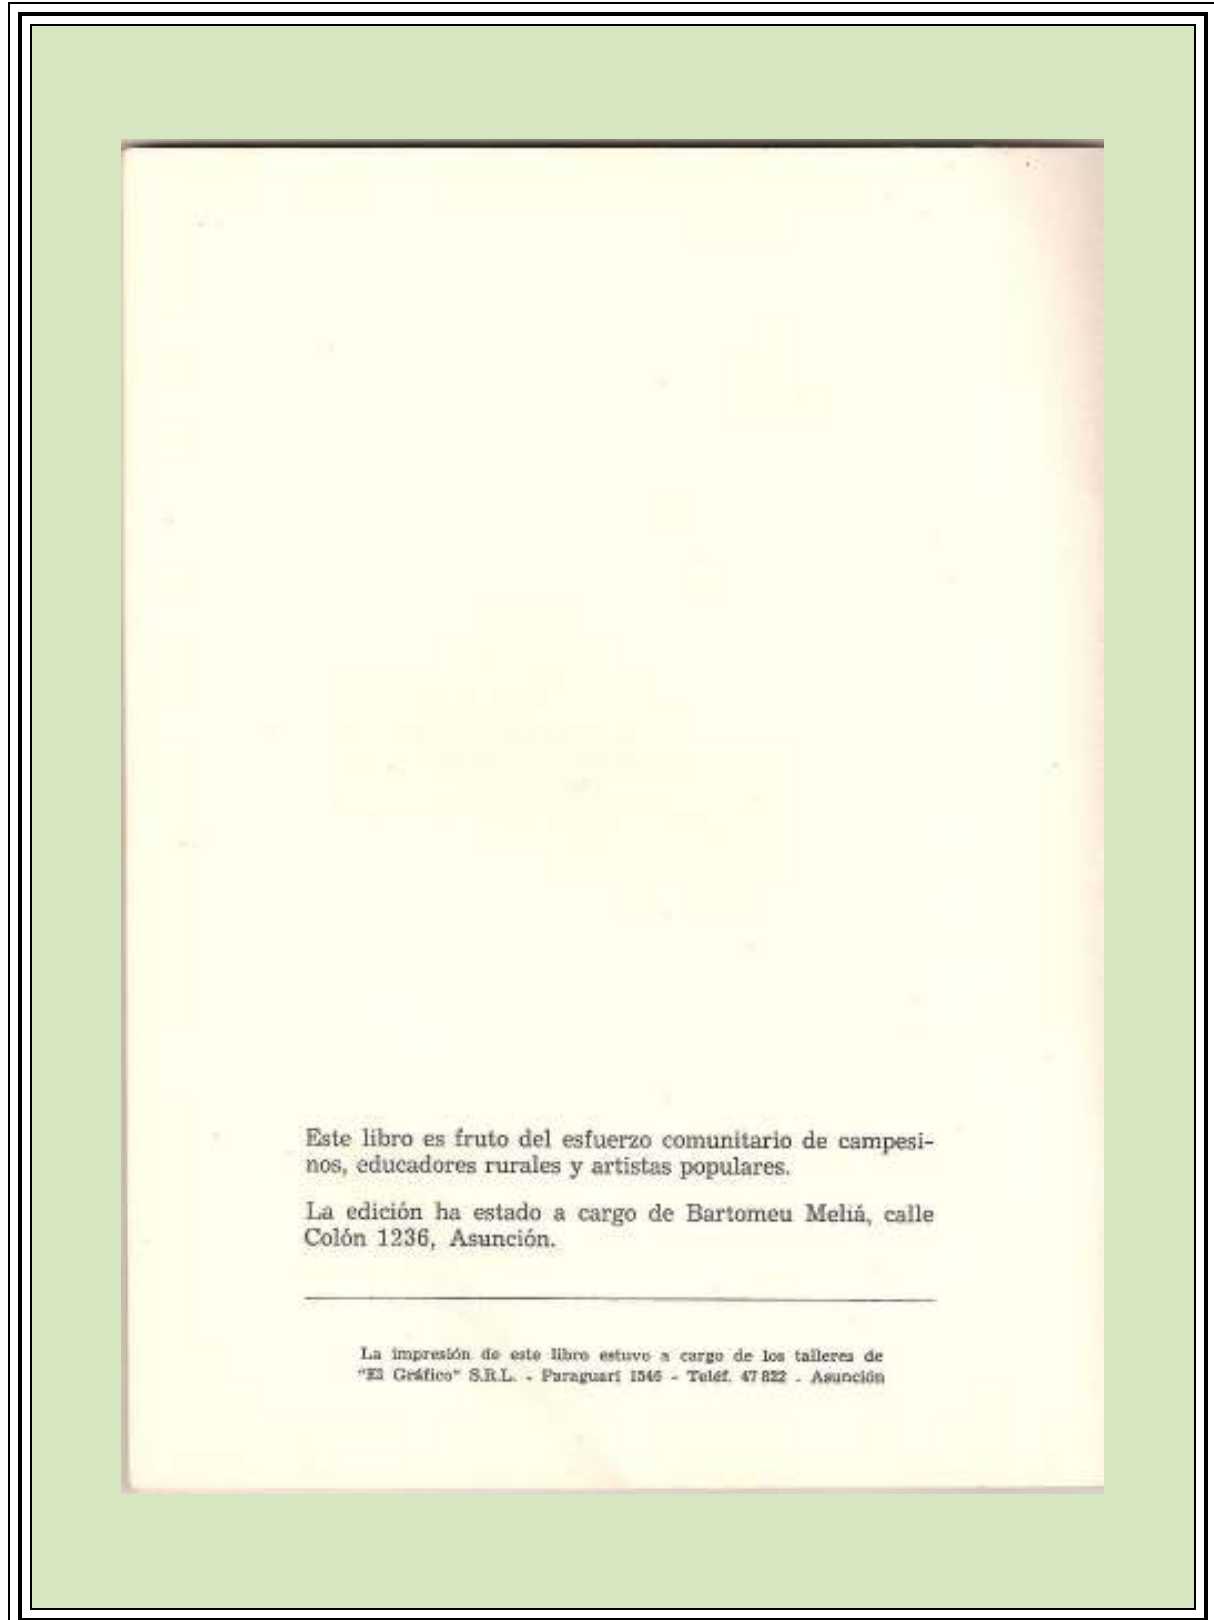 Este libro es fruto del esfuerzo comunitario de campesi-
nos, educadores rurales y artistas populares.
La edición ha estado a cargo de Bartomeu Meliá, calle
Colón 1236, Asunción.
La impresión de este libro estuvo a cargo de los talleres de
"El Gráfico" S.R.L. - Paraguarí 1546 - Teléf. 47 822 - Asunción